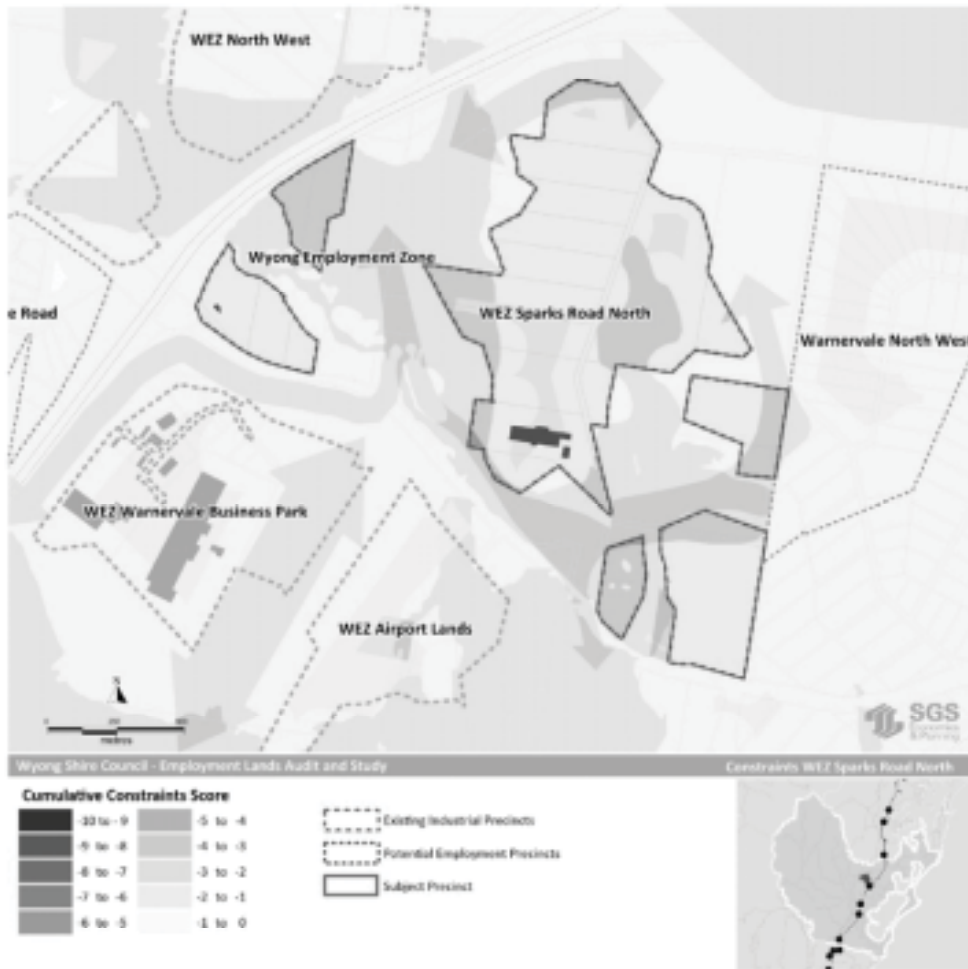 WEZ North West
Wyong Employment Zone
e Road
WEZ Sparks Road North
Warnervale North West
WEZ Warnervale Business Park
WEZ Airport Lands
N
0
metres
SGS
Economics
& Planning
Wyong Shire Council - Employment Lands Audit and Study
Constraints WEZ Sparks Road North
Cumulative Constraints Score
-10 to - 9
-9 to -8
-8 to -7
-7 to -6
-6 to -5
-5 to -4
-4 to -3
-3 to -2
-2 to -1
-1 to 0
Existing Industrial Precincts
Potential Employment Precincts
Subject Precinct